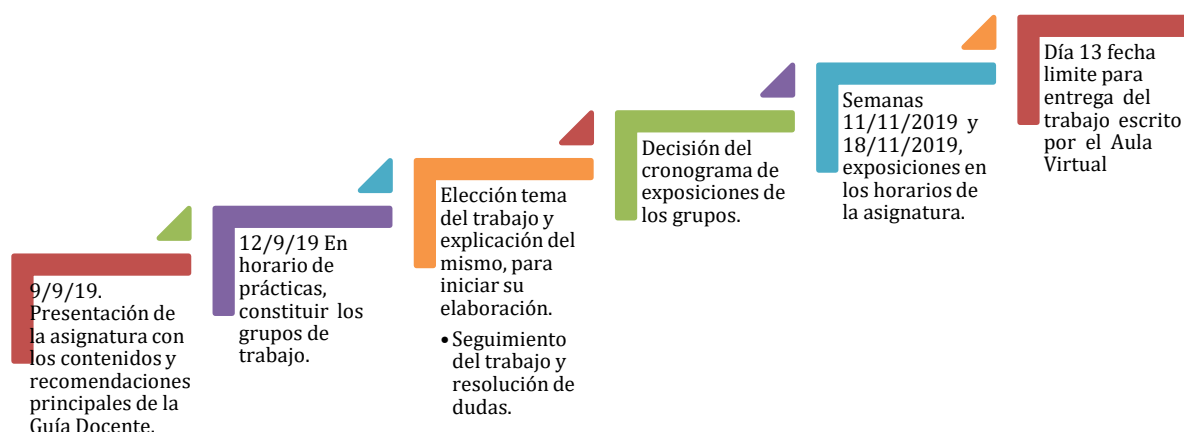 9/9/19.
Presentación de
la asignatura con
los contenidos y
recomendaciones
principales de la
Guía Docente.
12/9/19 En
horario de
prácticas,
constituir los
grupos de
trabajo.
Elección tema
del trabajo y
explicación del
mismo, para
iniciar su
elaboración.
•Seguimiento
del trabajo y
resolución de
dudas.
Decisión del
cronograma de
exposiciones de
los grupos.
Semanas
11/11/2019 y
18/11/2019,
exposiciones en
los horarios de
la asignatura.
Día 13 fecha
limite para
entrega del
trabajo escrito
por el Aula
Virtual